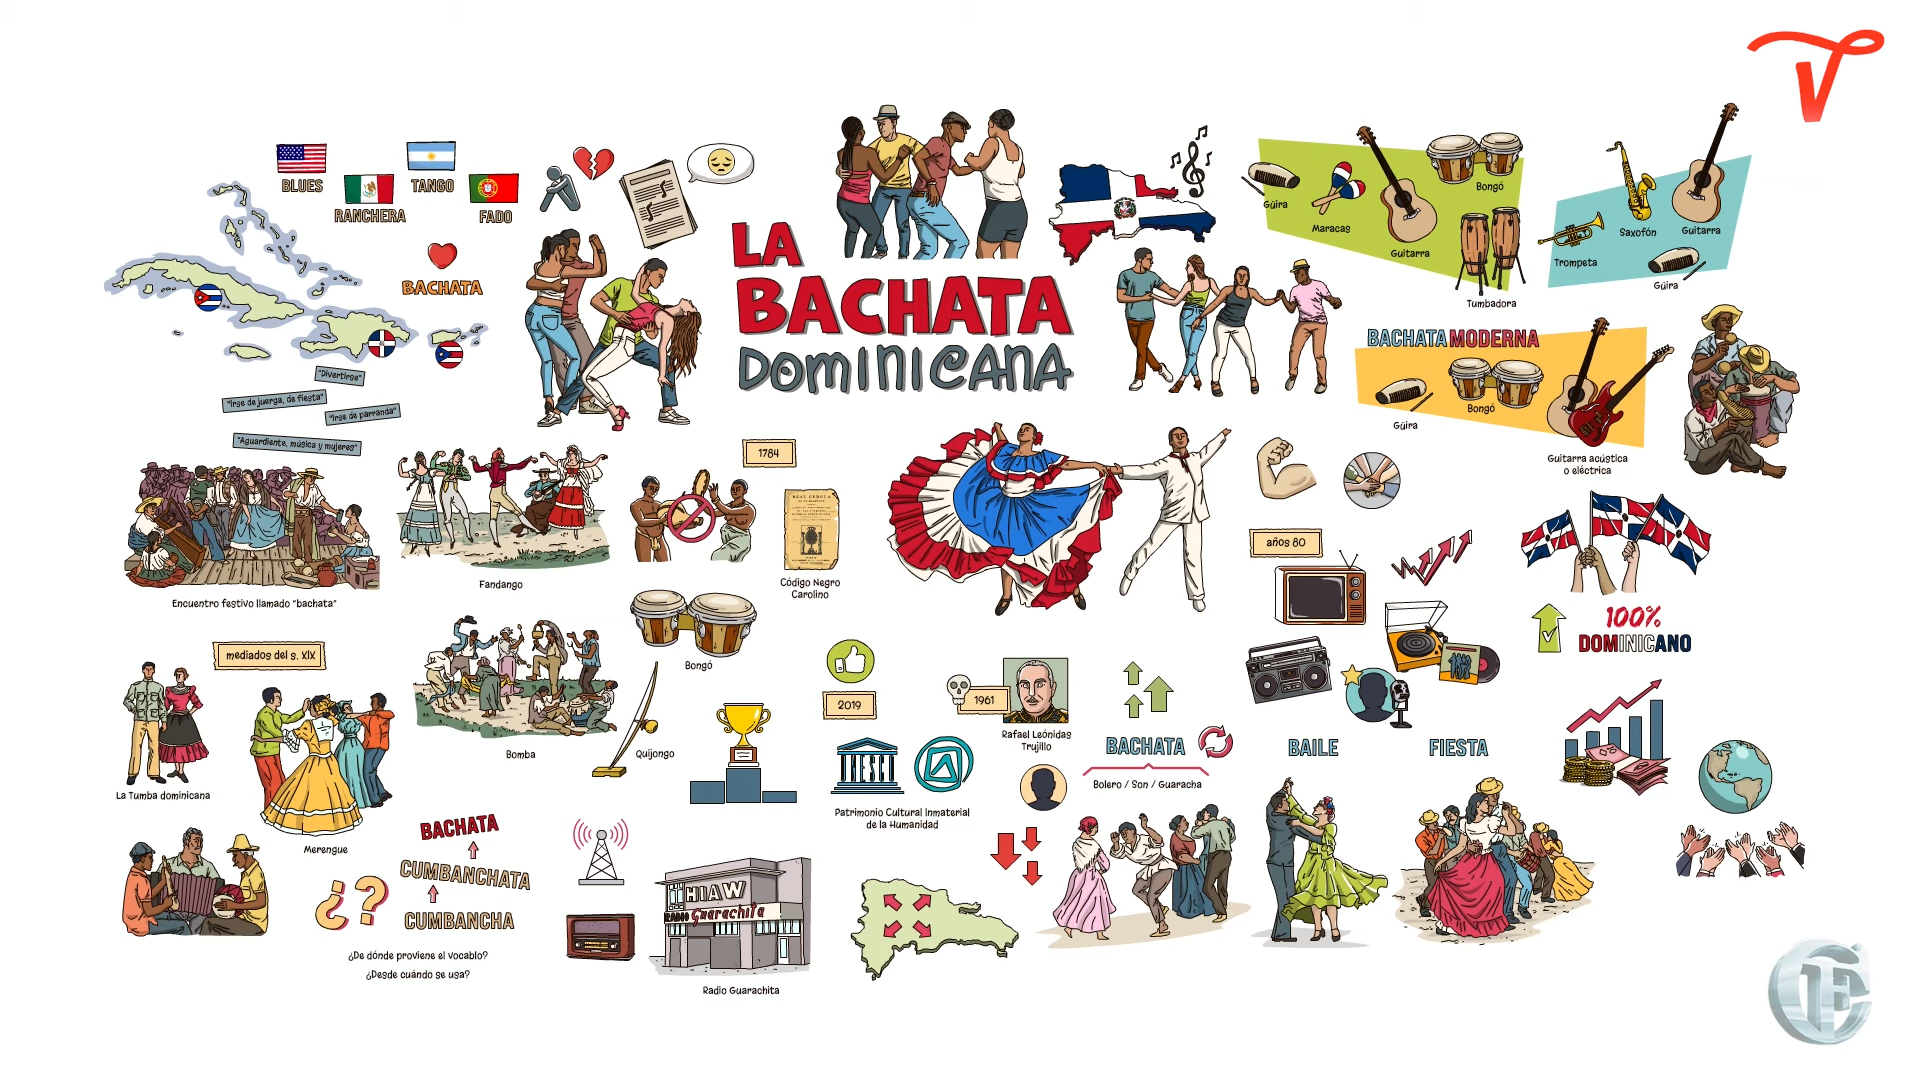 LA
BACHATA
DOMINICANA
BLUES
RANCHERA
TANGO
FADO
BACHATA
"Divertirse"
"Irse de juerga, de fiesta"
"Irse de parranda"
"Aguardiente, música y mujeres"
Encuentro festivo llamado "bachata"
Fandango
1784
REAL CEDULA
Código Negro
Carolino
Bongó
mediados del s. XIX
La Tumba dominicana
Merengue
Bomba
Quijongo
BACHATA
CUMBANCHATA
CUMBANCHA
¿?
¿De dónde proviene el vocablo?
¿Desde cuándo se usa?
HIAW
RADIO Guarachita
Radio Guarachita
2019
Patrimonio Cultural Inmaterial
de la Humanidad
1961
Rafael Leónidas
Trujillo
BACHATA
Bolero / Son / Guaracha
BAILE
FIESTA
años 80
100%
DOMINICANO
Güira
Maracas
Guitarra
Bongó
Tumbadora
Trompeta
Saxofón
Guitarra
Güira
BACHATA MODERNA
Güira
Bongó
Guitarra acústica
o eléctrica